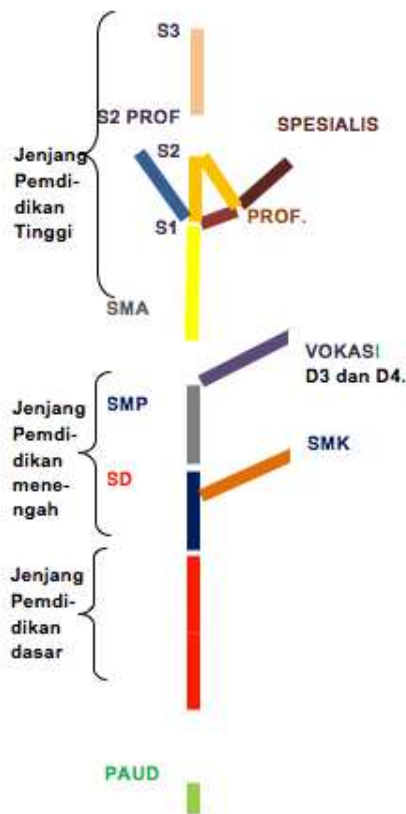 S3
S2 PROF
SPESIALIS
Jenjang
Pemdi-
dikan
Tinggi
S2
PROF.
S1
SMA
VOKASI
D3 dan D4.
Jenjang
Pemdi-
dikan
mene-
ngah
SMP
SMK
SD
Jenjang
Pemdi-
dikan
dasar
PAUD